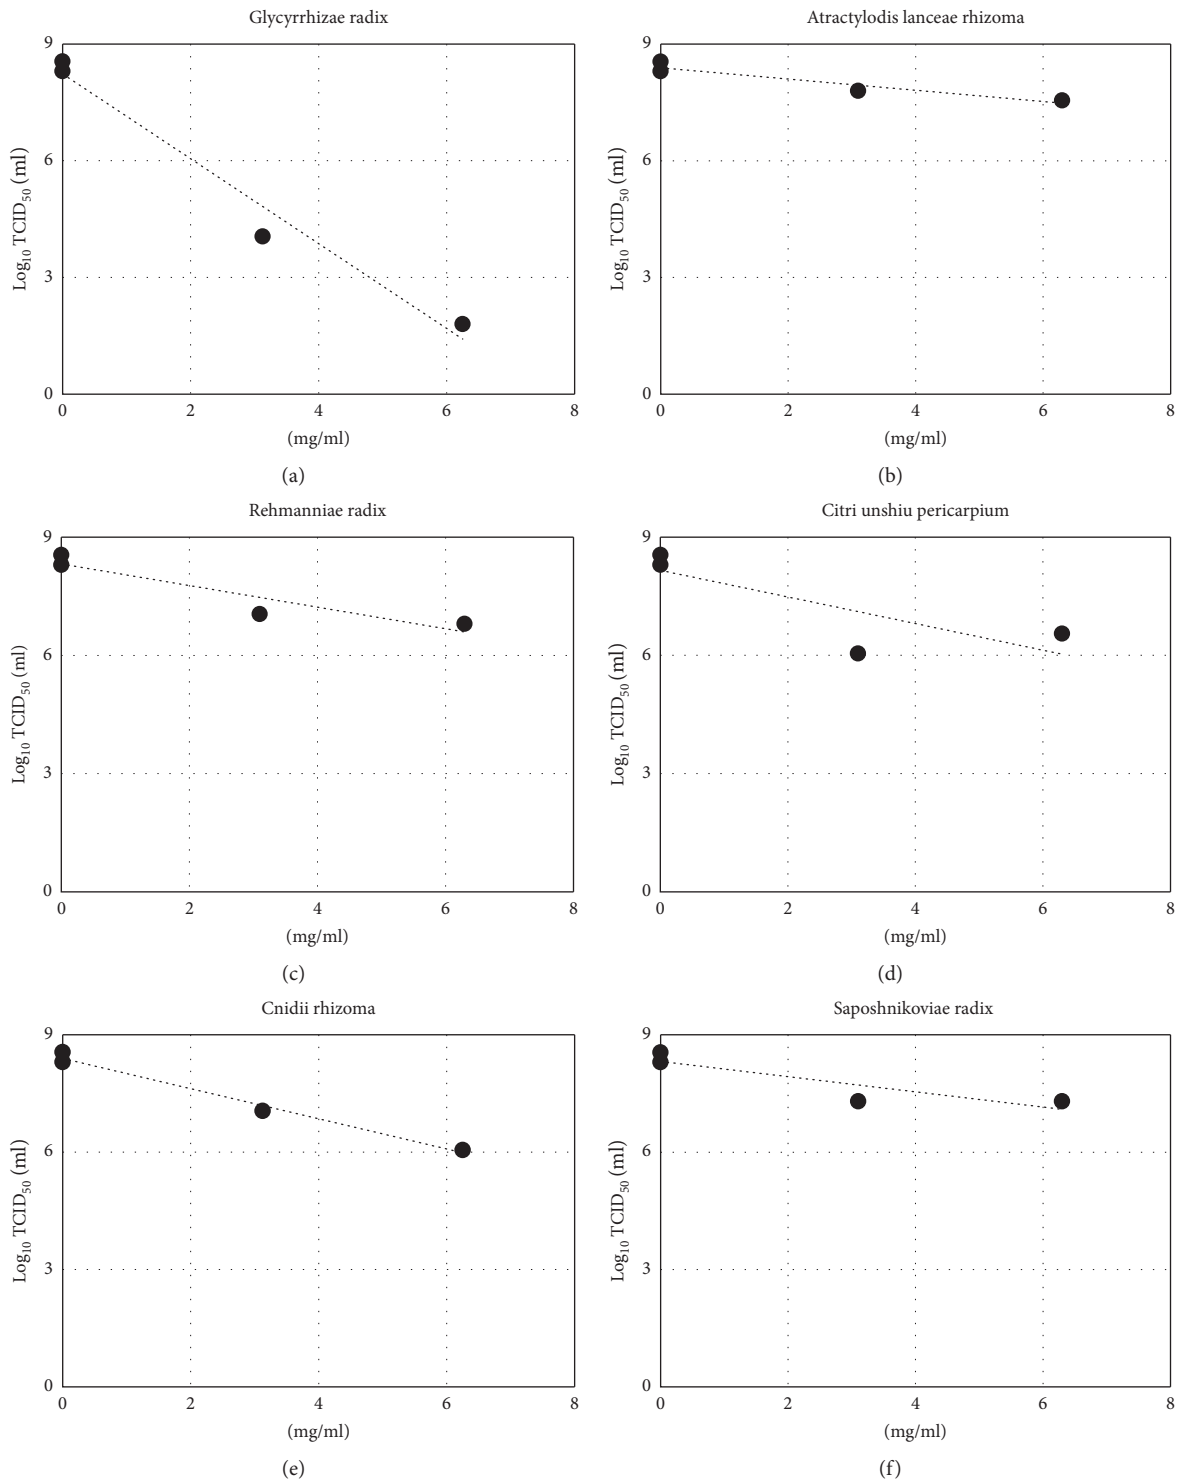 Glycyrrhizae radix
Log10 TCID50 (ml)
9
6
3
0
0 2 4 6 8
(mg/ml)
(a)
Atractylodis lanceae rhizoma
Log10 TCID50 (ml)
9
6
3
0
0 2 4 6 8
(mg/ml)
(b)
Rehmanniae radix
Log10 TCID50 (ml)
9
6
3
0
0 2 4 6 8
(mg/ml)
(c)
Citri unshiu pericarpium
Log10 TCID50 (ml)
9
6
3
0
0 2 4 6 8
(mg/ml)
(d)
Cnidii rhizoma
Log10 TCID50 (ml)
9
6
3
0
0 2 4 6 8
(mg/ml)
(e)
Saposhnikoviae radix
Log10 TCID50 (ml)
9
6
3
0
0 2 4 6 8
(mg/ml)
(f)